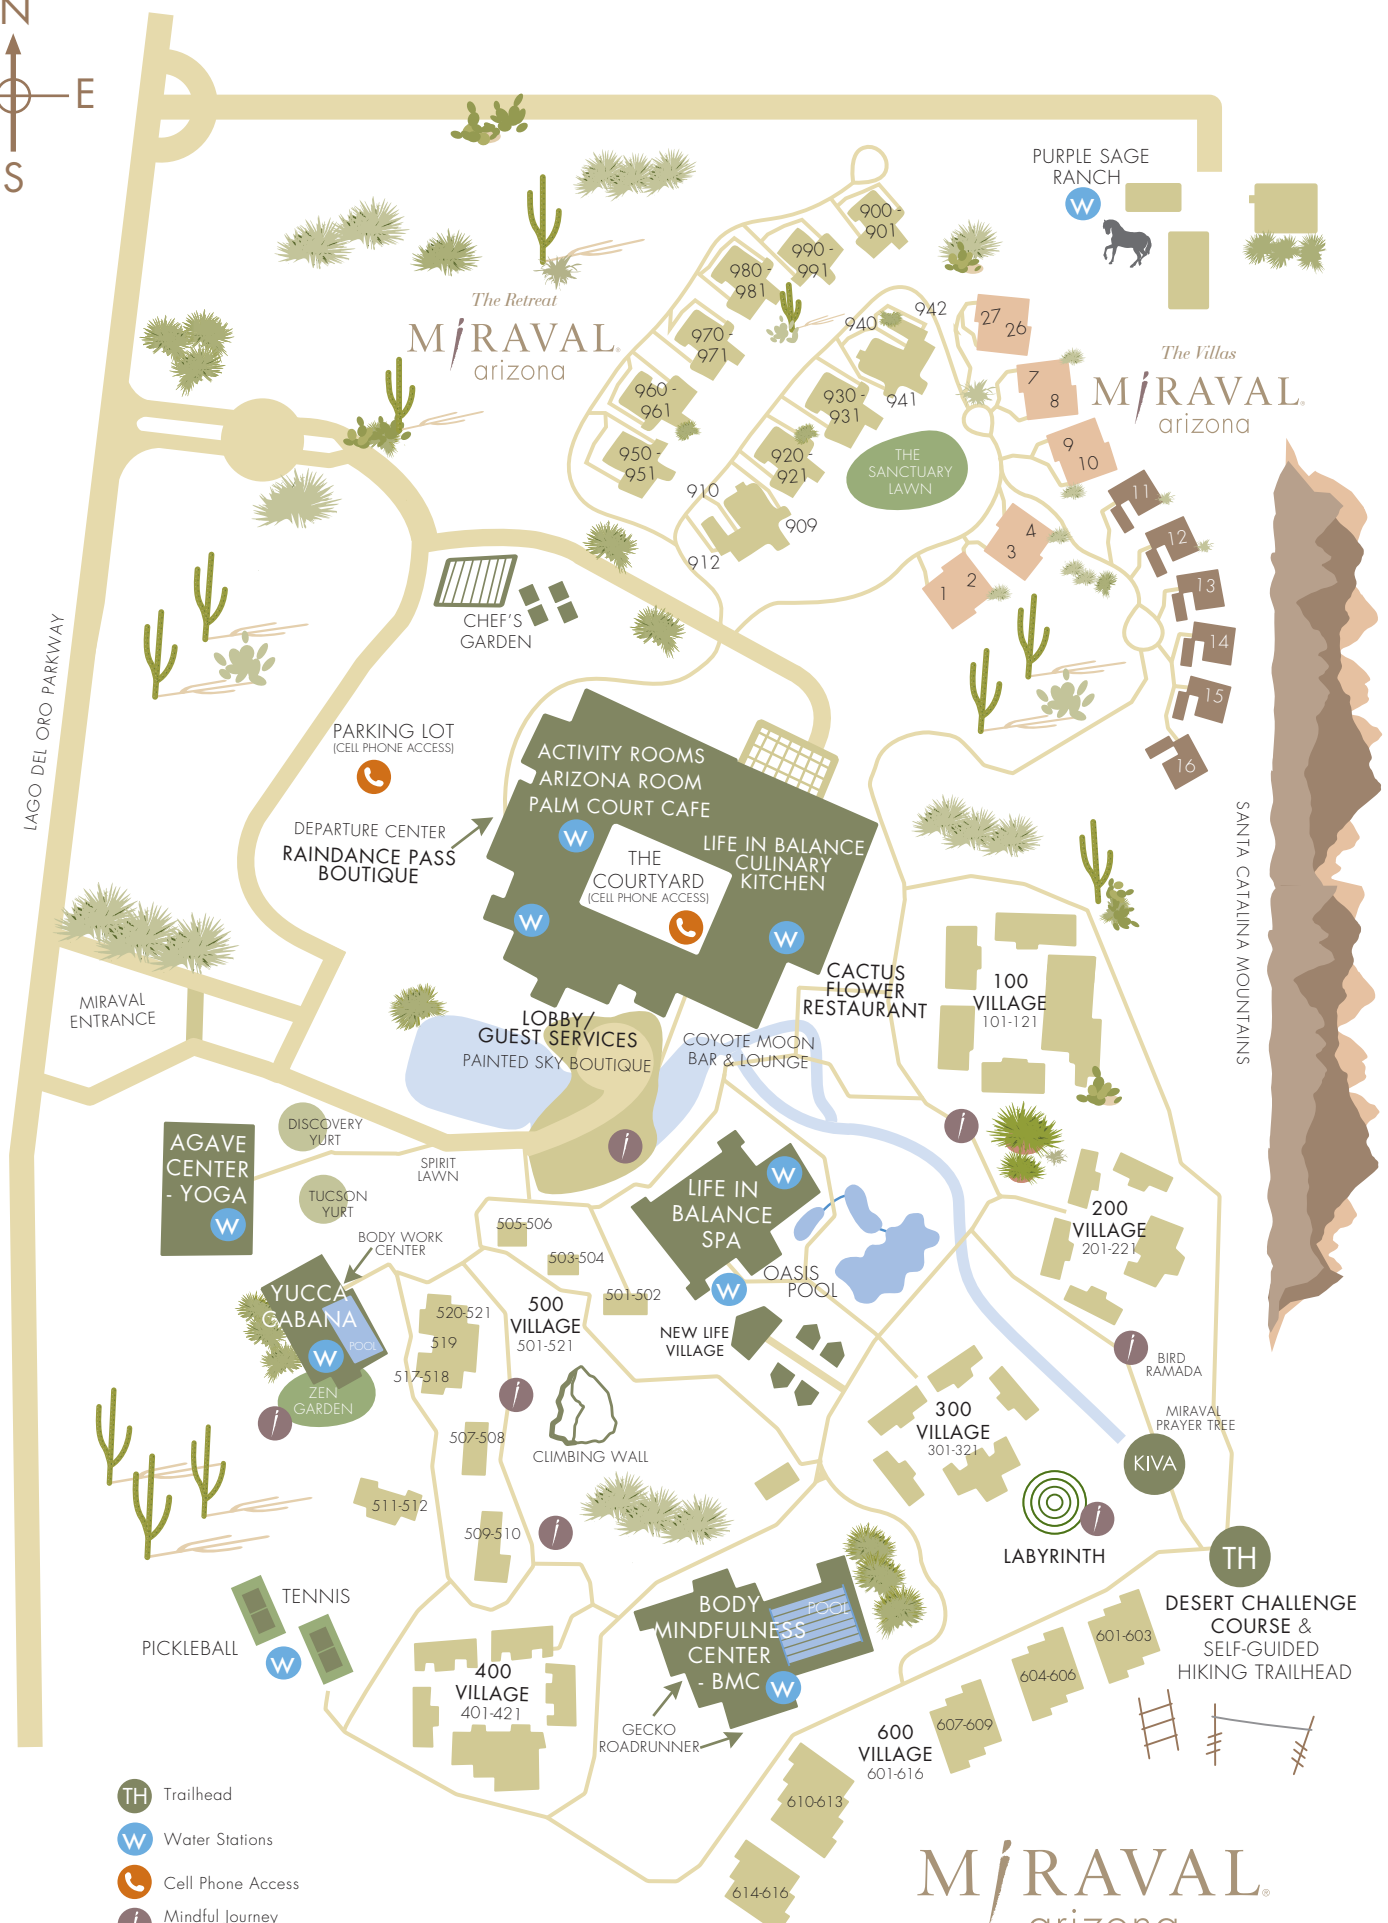 N
E
S
PURPLE SAGE
RANCH
W
900 -
901
990 -
991
980 -
981
The Retreat
MIRAVAL®
arizona
970 -
971
942
940
27
26
The Villas
MIRAVAL®
arizona
960 -
961
930 -
931
941
7
8
950 -
951
920 -
921
THE
SANCTUARY
LAWN
9
10
910
909
912
11
12
4
3
2
1
13
14
15
16
CHEF'S
GARDEN
LAGO DEL ORO PARKWAY
PARKING LOT
(CELL PHONE ACCESS)
ACTIVITY ROOMS
ARIZONA ROOM
PALM COURT CAFE
W
DEPARTURE CENTER
RAINDANCE PASS
BOUTIQUE
THE
COURTYARD
(CELL PHONE ACCESS)
LIFE IN BALANCE
CULINARY
KITCHEN
W
W
SANTA CATALINA MOUNTAINS
CACTUS
FLOWER
RESTAURANT
100
VILLAGE
101-121
MIRAVAL
ENTRANCE
LOBBY/
GUEST SERVICES
PAINTED SKY BOUTIQUE
COYOTE MOON
BAR & LOUNGE
DISCOVERY
YURT
AGAVE
CENTER
- YOGA
W
SPIRIT
LAWN
TUCSON
YURT
LIFE IN
BALANCE
SPA
W
W
200
VILLAGE
201-221
BODY WORK
CENTER
505-506
503-504
501-502
OASIS
POOL
YUCCA
CABANA
POOL
W
520-521
519
517-518
500
VILLAGE
501-521
NEW LIFE
VILLAGE
BIRD
RAMADA
ZEN
GARDEN
300
VILLAGE
301-321
MIRAVAL
PRAYER TREE
507-508
CLIMBING WALL
KIVA
511-512
509-510
LABYRINTH
TH
DESERT CHALLENGE
COURSE &
SELF-GUIDED
HIKING TRAILHEAD
TENNIS
PICKLEBALL
W
BODY
MINDFULNESS
CENTER
- BMC
POOL
W
601-603
604-606
607-609
400
VILLAGE
401-421
GECKO
ROADRUNNER
600
VILLAGE
601-616
610-613
614-616
TH Trailhead
W Water Stations
Cell Phone Access
Mindful Journey
MIRAVAL®
arizona